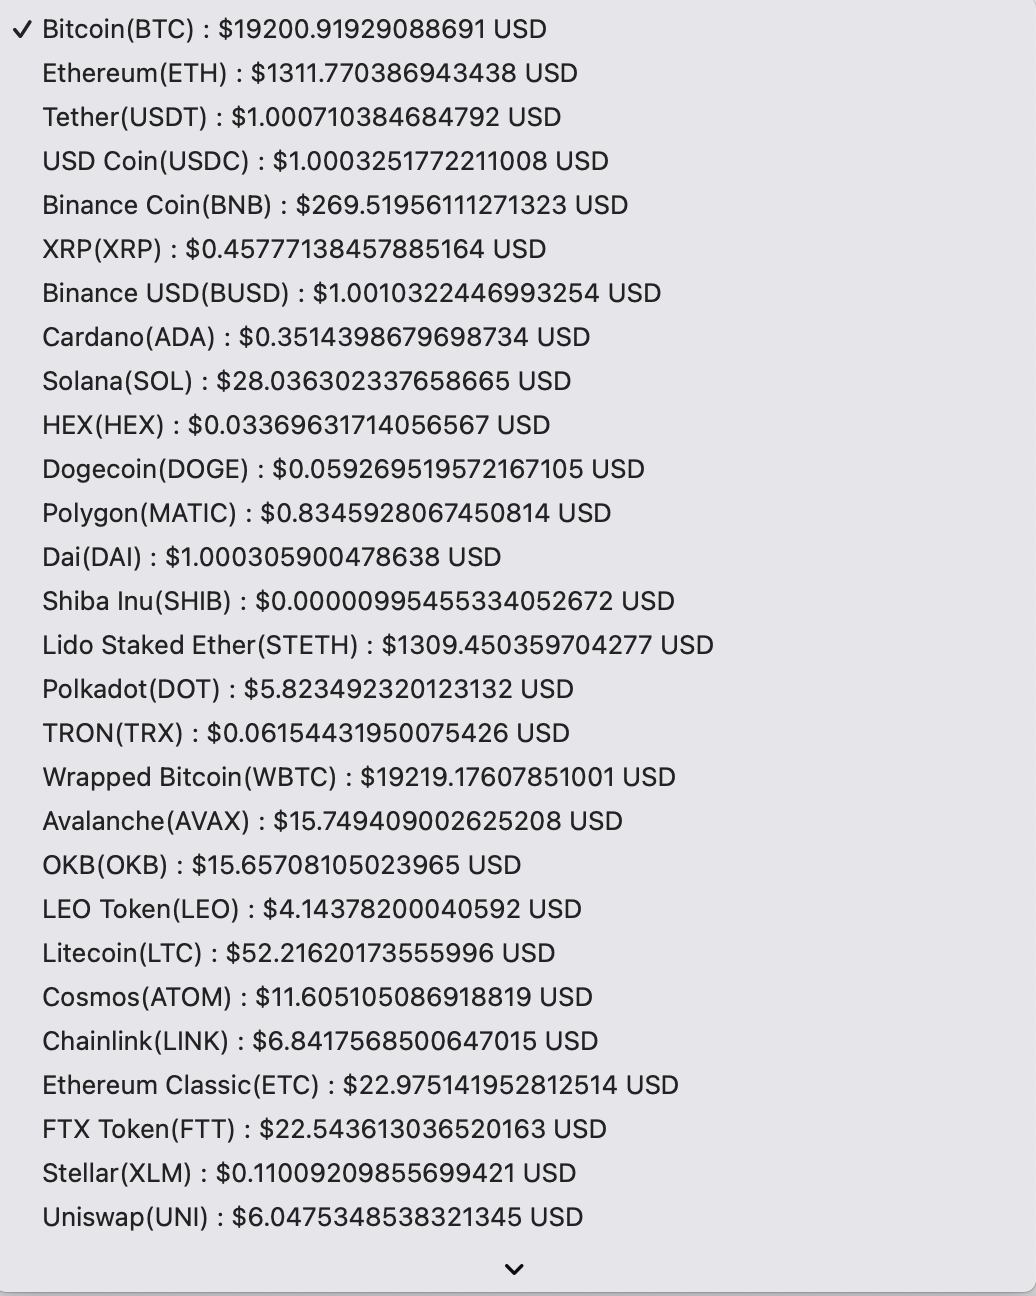 ✓ Bitcoin(BTC) : $19200.91929088691 USD
Ethereum(ETH) : $1311.770386943438 USD
Tether(USDT) : $1.000710384684792 USD
USD Coin(USDC) : $1.0003251772211008 USD
Binance Coin(BNB) : $269.51956111271323 USD
XRP(XRP) : $0.45777138457885164 USD
Binance USD(BUSD) : $1.0010322446993254 USD
Cardano(ADA) : $0.3514398679698734 USD
Solana(SOL) : $28.036302337658665 USD
HEX(HEX) : $0.03369631714056567 USD
Dogecoin(DOGE) : $0.059269519572167105 USD
Polygon(MATIC) : $0.8345928067450814 USD
Dai(DAI) : $1.000305900478638 USD
Shiba Inu(SHIB) : $0.00000995455334052672 USD
Lido Staked Ether(STETH) : $1309.450359704277 USD
Polkadot(DOT) : $5.823492320123132 USD
TRON(TRX) : $0.06154431950075426 USD
Wrapped Bitcoin(WBTC) : $19219.17607851001 USD
Avalanche(AVAX) : $15.749409002625208 USD
OKB(OKB) : $15.65708105023965 USD
LEO Token(LEO) : $4.14378200040592 USD
Litecoin(LTC) : $52.21620173555996 USD
Cosmos(ATOM) : $11.605105086918819 USD
Chainlink(LINK) : $6.8417568500647015 USD
Ethereum Classic(ETC) : $22.975141952812514 USD
FTX Token(FTT) : $22.543613036520163 USD
Stellar(XLM) : $0.11009209855699421 USD
Uniswap(UNI) : $6.0475348538321345 USD